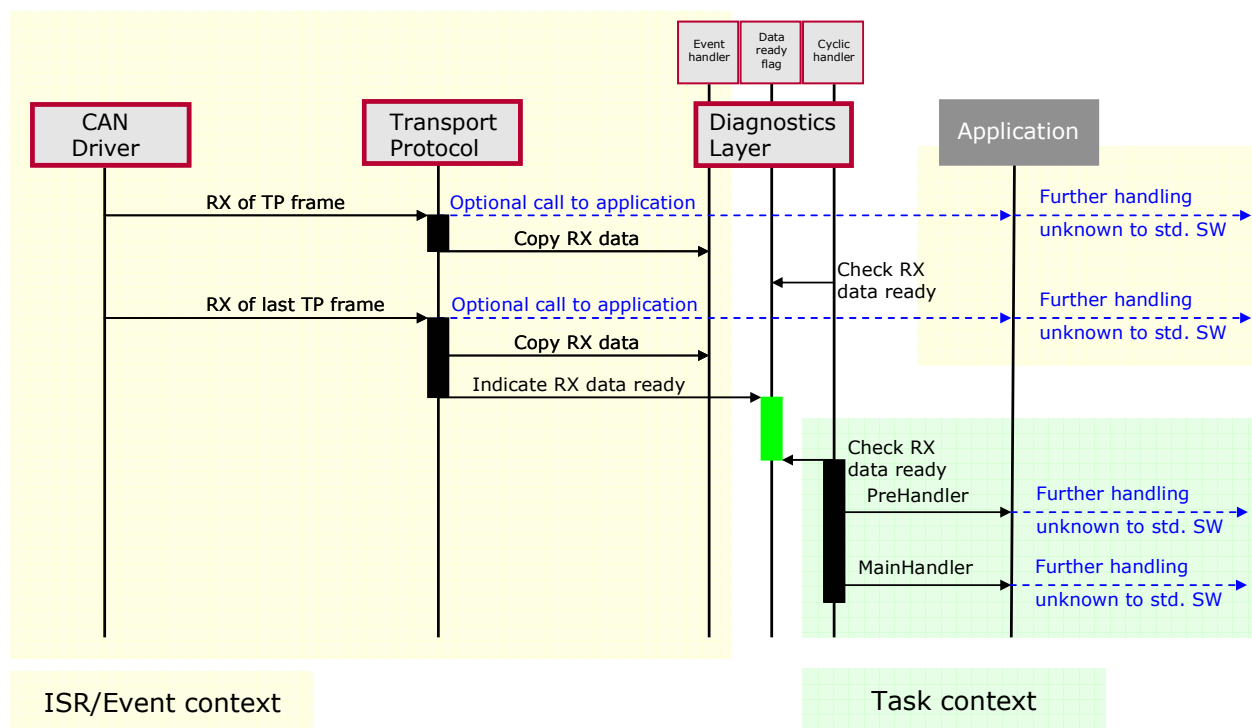 Event
handler
Data
ready
flag
Cyclic
handler
CAN
Driver
Transport
Protocol
Diagnostics
Layer
Application
RX of TP frame
Optional call to application
Further handling
unknown to std. SW
Copy RX data
Check RX
data ready
RX of last TP frame
Optional call to application
Further handling
unknown to std. SW
Copy RX data
Indicate RX data ready
Check RX
data ready
PreHandler
Further handling
unknown to std. SW
MainHandler
Further handling
unknown to std. SW
ISR/Event context
Task context